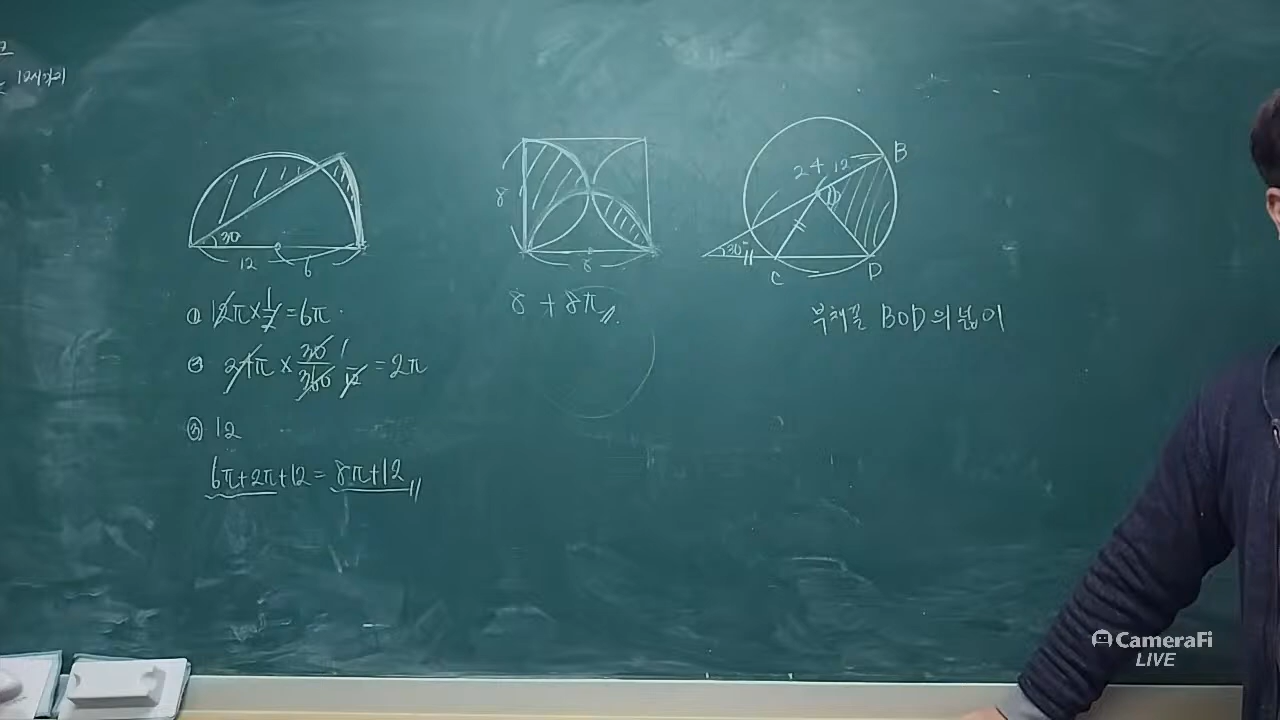 12시까지
30
12
6
① 12π×1/2=6π
② 24π × 30/360 1/12 = 2π
③ 12
6π+2π+12 = 8π+12
8
8
8 + 8π
24 12 B
30°
C D
부채꼴 BOD의 넓이
CameraFi
LIVE